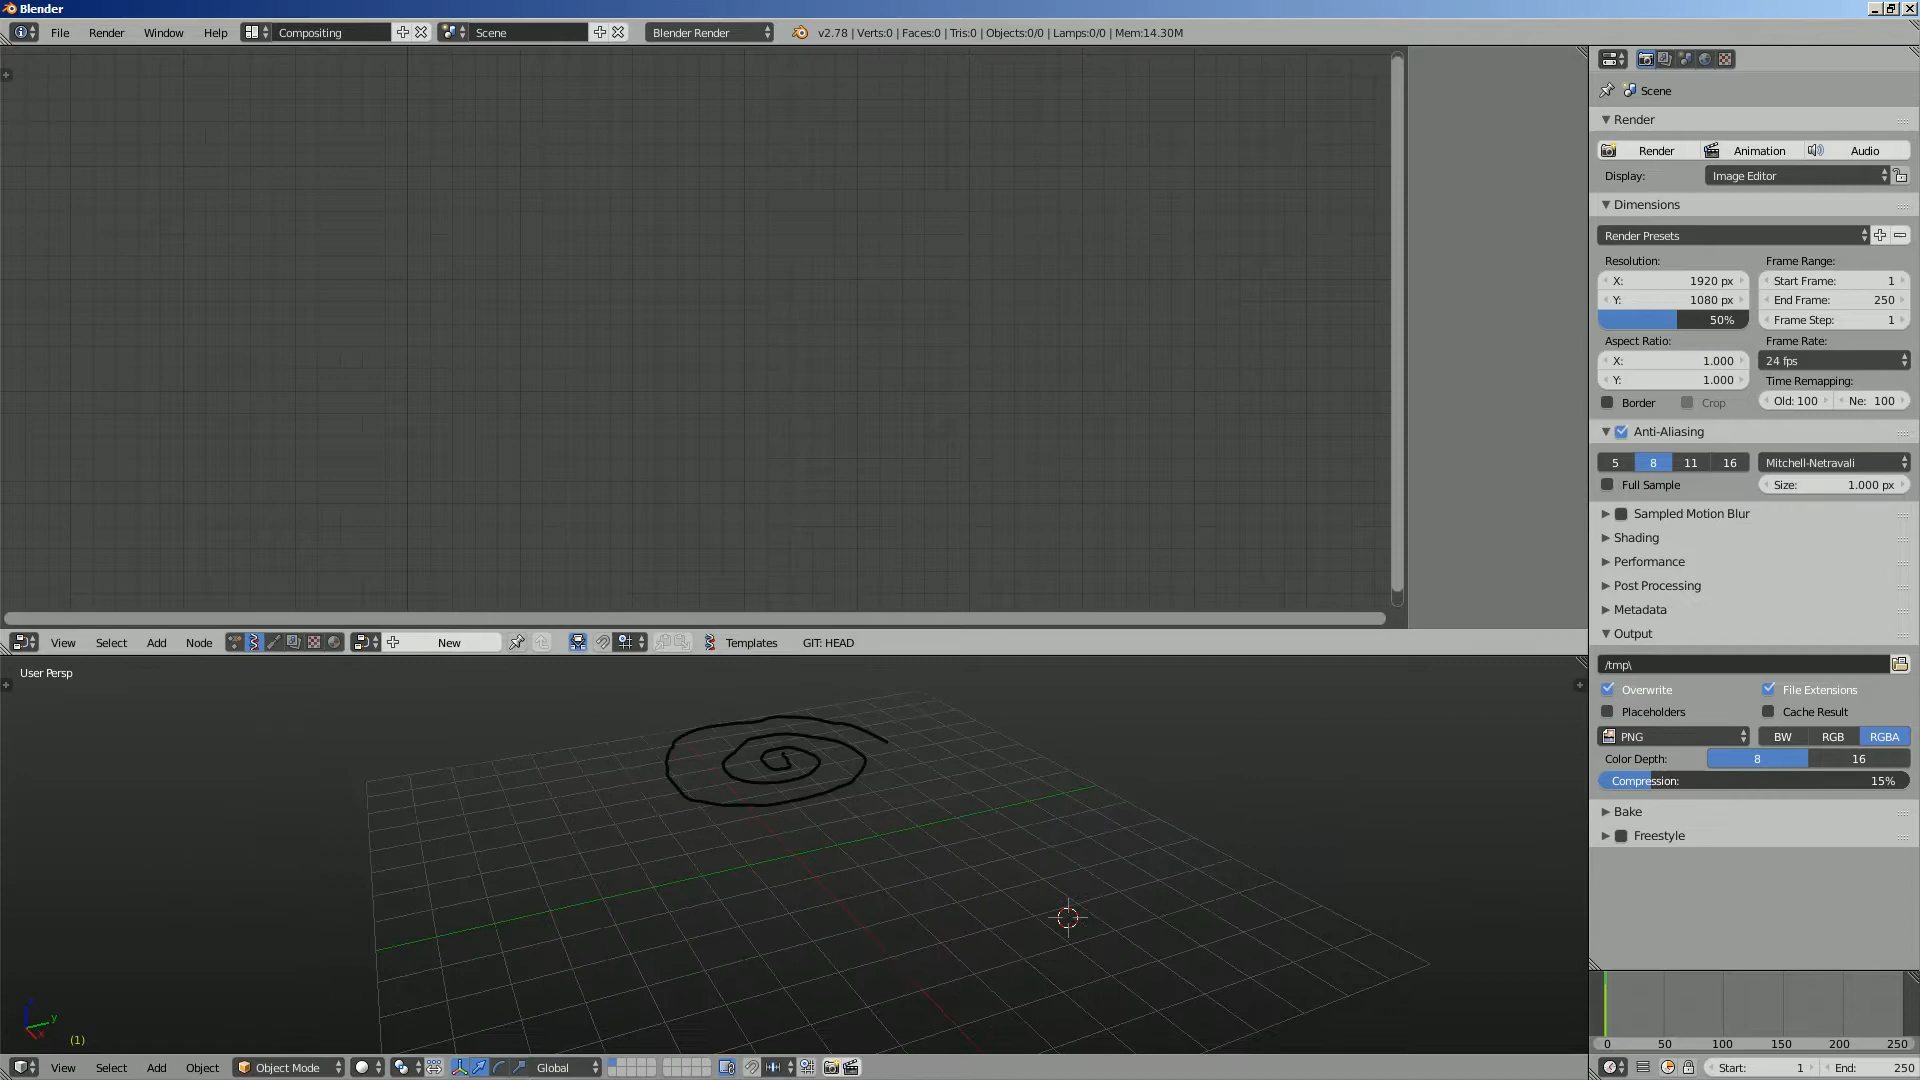 Blender
File Render Window Help Compositing Scene Blender Render v2.78 | Verts:0 | Faces:0 | Tris:0 | Objects:0/0 | Lamps:0/0 | Mem:14.30M
Scene
Render
Render Animation Audio
Display: Image Editor
Dimensions
Render Presets
Resolution: Frame Range:
X: 1920 px Start Frame: 1
Y: 1080 px End Frame: 250
50% Frame Step: 1
Aspect Ratio: Frame Rate:
X: 1.000 24 fps
Y: 1.000 Time Remapping:
Border Crop Old: 100 Ne: 100
Anti-Aliasing
5 8 11 16 Mitchell-Netravali
Full Sample Size: 1.000 px
Sampled Motion Blur
Shading
Performance
Post Processing
Metadata
Output
/tmp\
Overwrite File Extensions
Placeholders Cache Result
PNG BW RGB RGBA
Color Depth: 8 16
Compression: 15%
Bake
Freestyle
View Select Add Node New Templates GIT: HEAD
User Persp
z
y
x
(1)
0 50 100 150 200 250
View Select Add Object Object Mode Global
Start: 1 End: 250